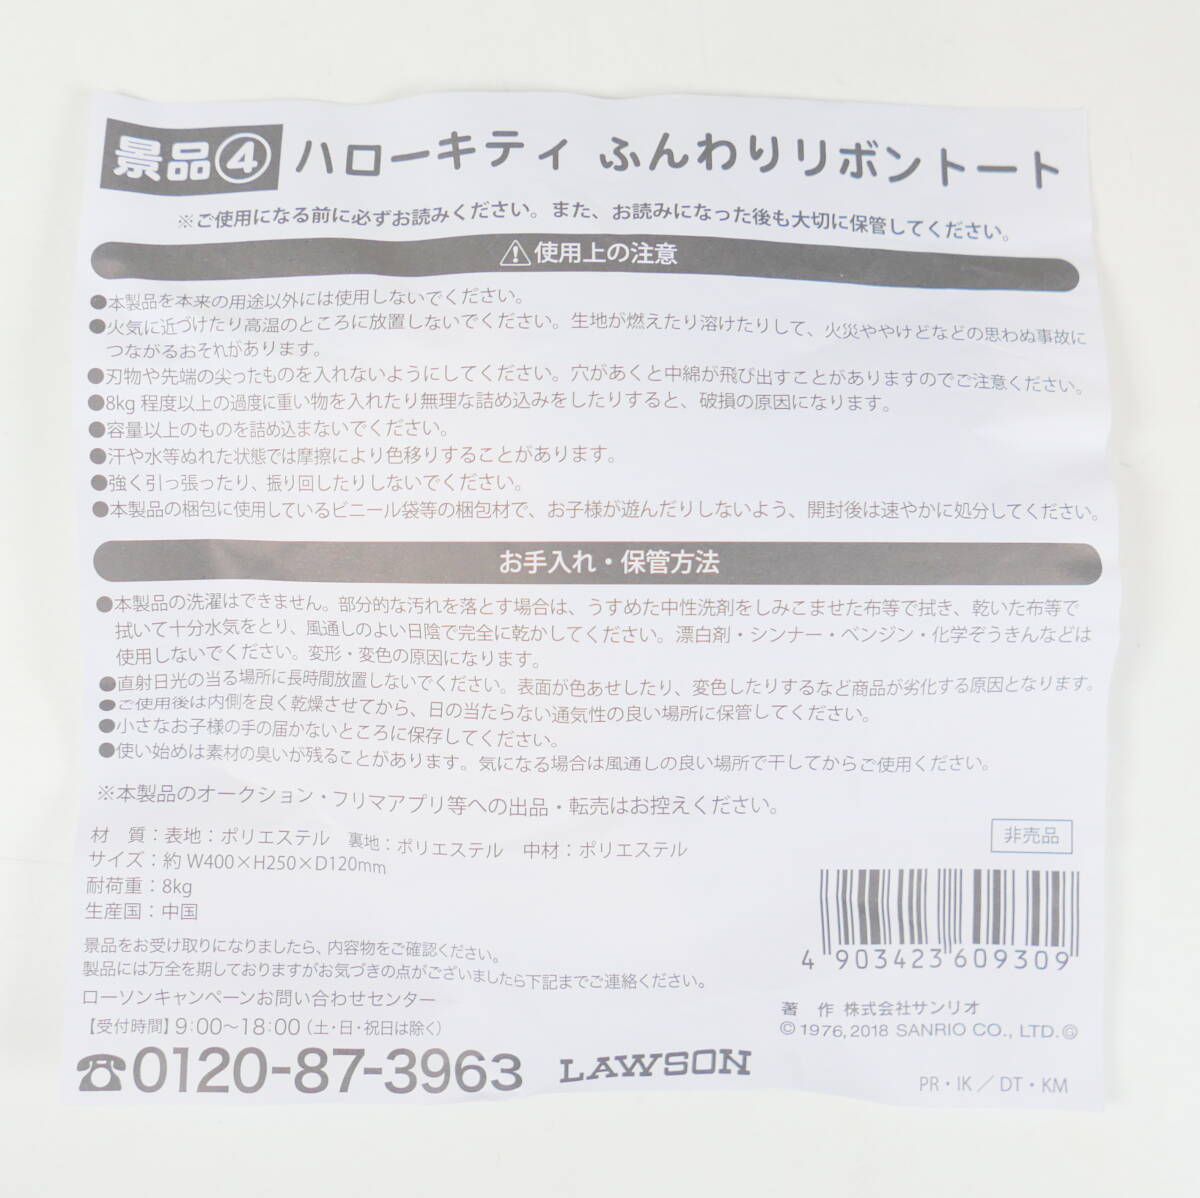 景品④ ハローキティ ふんわりリボントート
※ご使用になる前に必ずお読みください。また、お読みになった後も大切に保管してください。
⚠使用上の注意
●本製品を本来の用途以外には使用しないでください。
●火気に近づけたり高温のところに放置しないでください。生地が燃えたり溶けたりして、火災ややけどなどの思わぬ事故に
つながるおそれがあります。
●刃物や先端の尖ったものを入れないようにしてください。穴があくと中綿が飛び出すことがありますのでご注意ください。
●8kg 程度以上の過度に重い物を入れたり無理な詰め込みをしたりすると、破損の原因になります。
●容量以上のものを詰め込まないでください。
●汗や水等ぬれた状態では摩擦により色移りすることがあります。
●強く引っ張ったり、振り回したりしないでください。
●本製品の梱包に使用しているビニール袋等の梱包材で、お子様が遊んだりしないよう、開封後は速やかに処分してください。
お手入れ・保管方法
●本製品の洗濯はできません。部分的な汚れを落とす場合は、うすめた中性洗剤をしみこませた布等で拭き、乾いた布等で
拭いて十分水気をとり、風通しのよい日陰で完全に乾かしてください。漂白剤・シンナー・ベンジン・化学ぞうきんなどは
使用しないでください。変形・変色の原因になります。
●直射日光の当る場所に長時間放置しないでください。表面が色あせしたり、変色したりするなど商品が劣化する原因となります。
●ご使用後は内側を良く乾燥させてから、日の当たらない通気性の良い場所に保管してください。
●小さなお子様の手の届かないところに保存してください。
●使い始めは素材の臭いが残ることがあります。気になる場合は風通しの良い場所で干してからご使用ください。
※本製品のオークション・フリマアプリ等への出品・転売はお控えください。
材 質：表地：ポリエステル 裏地：ポリエステル 中材：ポリエステル
サイズ：約 W400×H250×D120mm
耐荷重：8kg
生産国：中国
非売品
4 903423 609309
景品をお受け取りになりましたら、内容物をご確認ください。
製品には万全を期しておりますがお気づきの点がございましたら下記までご連絡ください。
ローソンキャンペーンお問い合わせセンター
【受付時間】9:00〜18:00（土・日・祝日は除く）
☎0120-87-3963 LAWSON
著 作 株式会社サンリオ
©1976,2018 SANRIO CO., LTD.Ⓖ
PR・IK／DT・KM